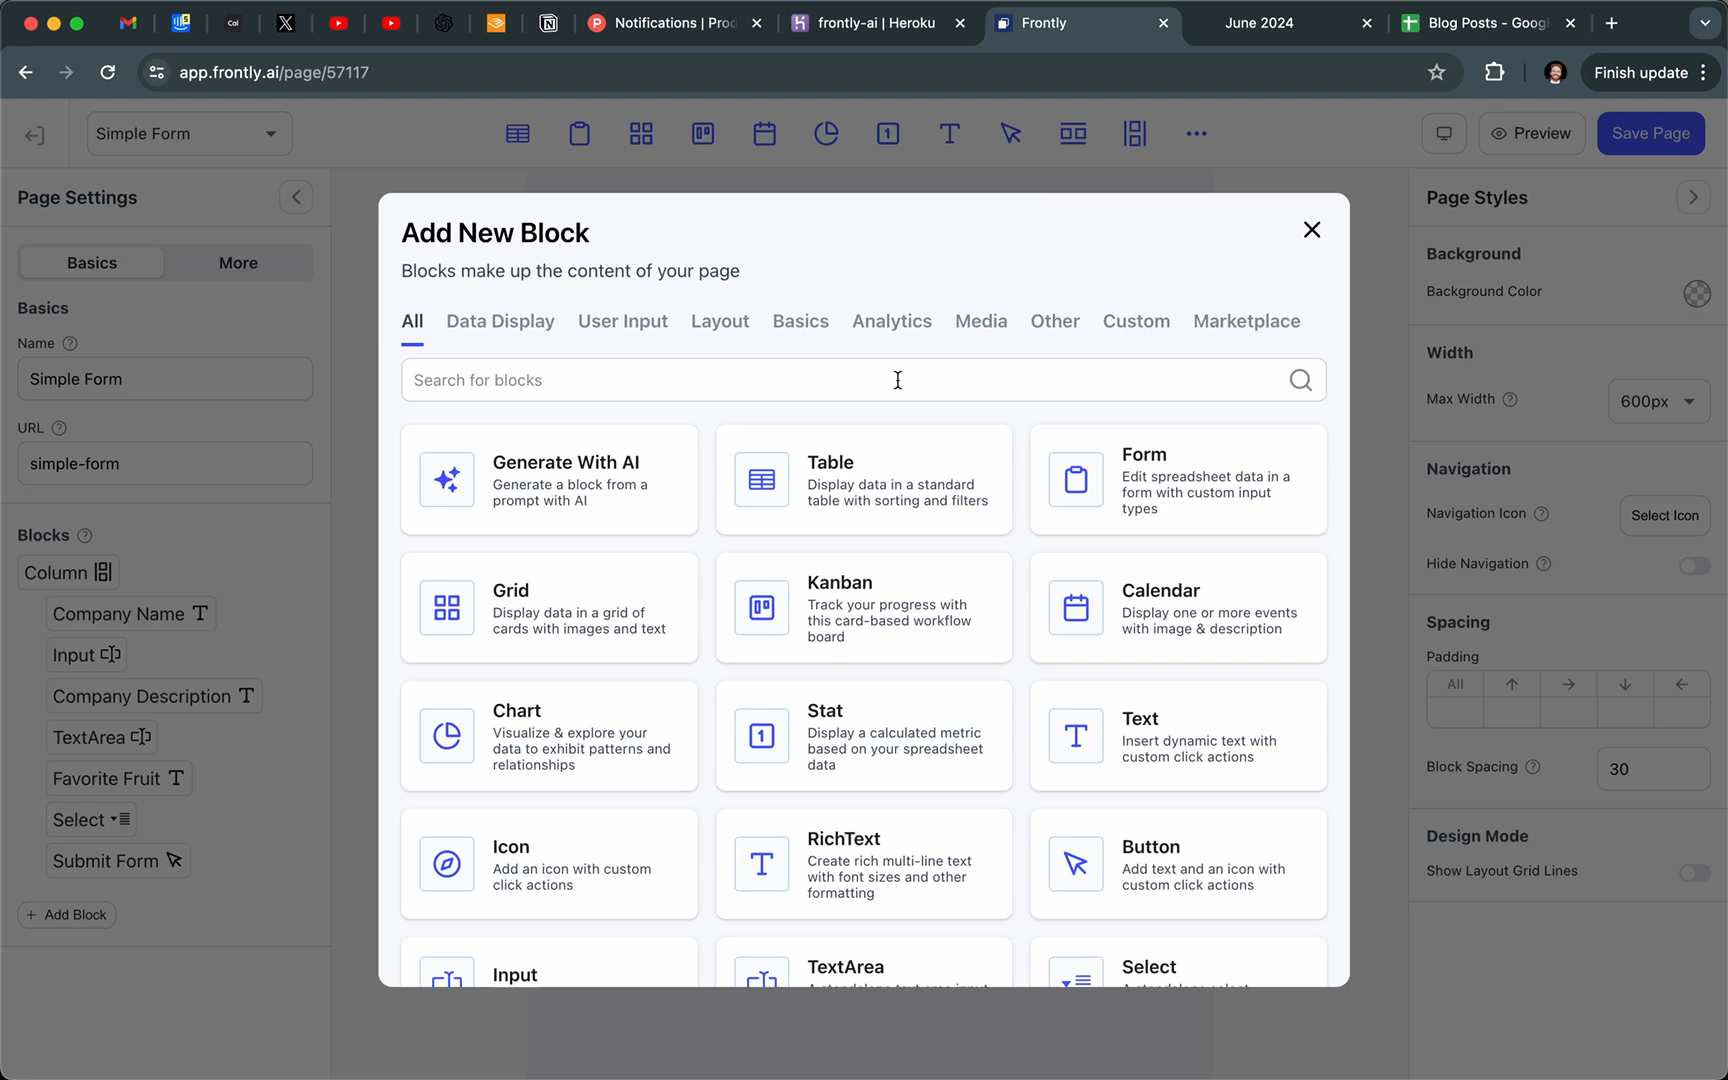 Notifications | Prod
frontly-ai | Heroku
Frontly
June 2024
Blog Posts - Googl
Cal
5
app.frontly.ai/page/57117
Finish update
Simple Form
Preview
Save Page
Page Settings
Basics
More
Basics
Name
Simple Form
URL
simple-form
Blocks
Column
Company Name
Input
Company Description
TextArea
Favorite Fruit
Select
Submit Form
+ Add Block
Add New Block
Blocks make up the content of your page
All
Data Display
User Input
Layout
Basics
Analytics
Media
Other
Custom
Marketplace
Search for blocks
Generate With AI
Generate a block from a
prompt with AI
Table
Display data in a standard
table with sorting and filters
Form
Edit spreadsheet data in a
form with custom input
types
Grid
Display data in a grid of
cards with images and text
Kanban
Track your progress with
this card-based workflow
board
Calendar
Display one or more events
with image & description
Chart
Visualize & explore your
data to exhibit patterns and
relationships
Stat
Display a calculated metric
based on your spreadsheet
data
Text
Insert dynamic text with
custom click actions
Icon
Add an icon with custom
click actions
RichText
Create rich multi-line text
with font sizes and other
formatting
Button
Add text and an icon with
custom click actions
Input
TextArea
Select
Page Styles
Background
Background Color
Width
Max Width
600px
Navigation
Navigation Icon
Select Icon
Hide Navigation
Spacing
Padding
All
Block Spacing
30
Design Mode
Show Layout Grid Lines